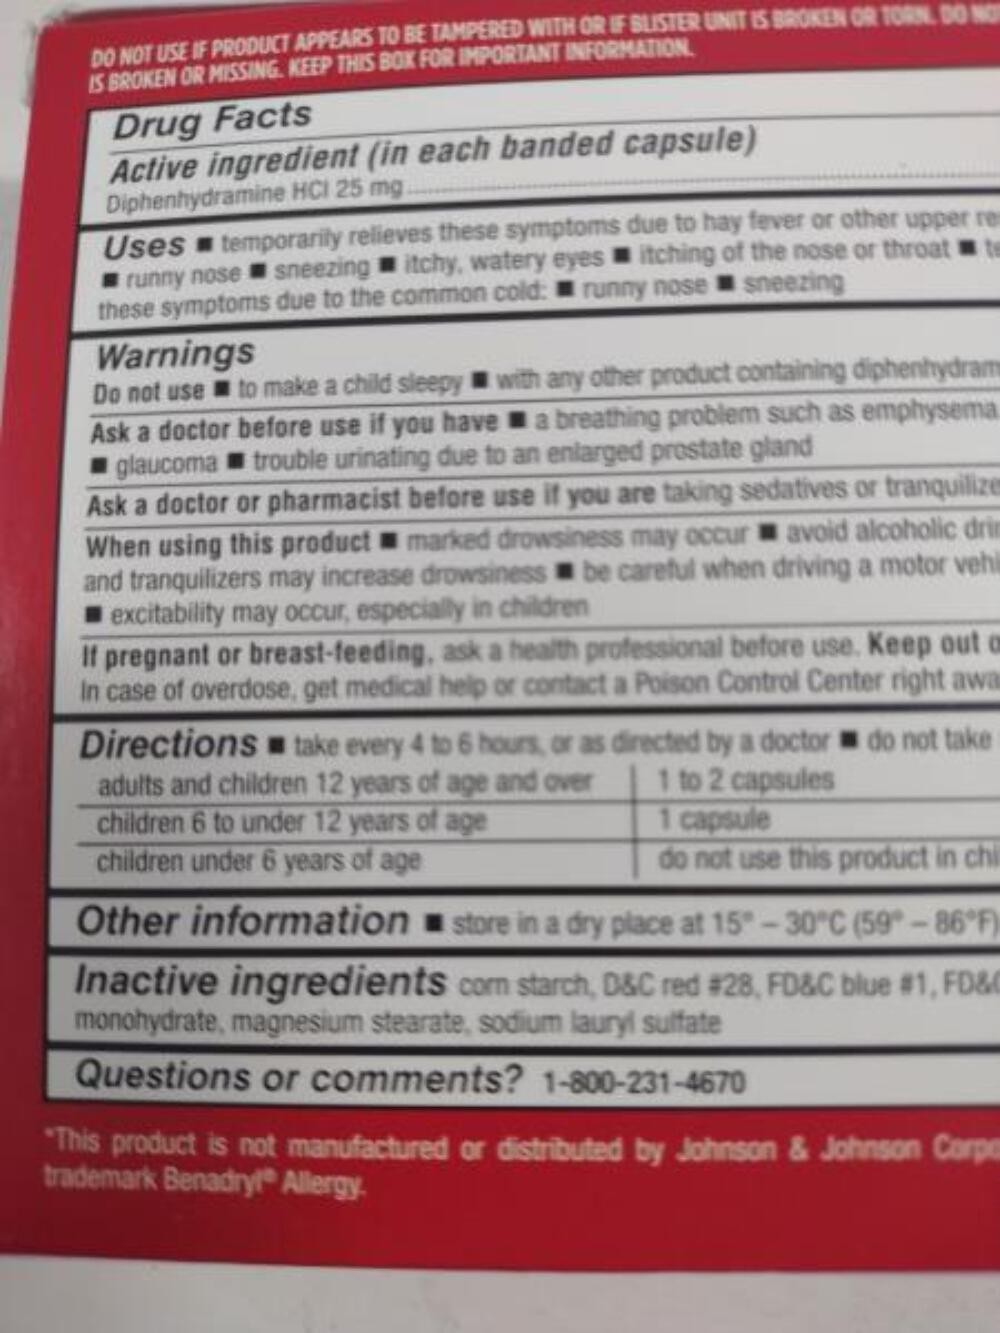 DO NOT USE IF PRODUCT APPEARS TO BE TAMPERED WITH OR IF BLISTER UNIT IS BROKEN OR TORN. DO NOT
IS BROKEN OR MISSING. KEEP THIS BOX FOR IMPORTANT INFORMATION.
Drug Facts
Active ingredient (in each banded capsule)
Diphenhydramine HCl 25 mg
Uses ■ temporarily relieves these symptoms due to hay fever or other upper re
■ runny nose ■ sneezing ■ itchy, watery eyes ■ itching of the nose or throat ■ te
these symptoms due to the common cold: ■ runny nose ■ sneezing
Warnings
Do not use ■ to make a child sleepy ■ with any other product containing diphenhydram
Ask a doctor before use if you have ■ a breathing problem such as emphysema
■ glaucoma ■ trouble urinating due to an enlarged prostate gland
Ask a doctor or pharmacist before use if you are taking sedatives or tranquilize
When using this product ■ marked drowsiness may occur ■ avoid alcoholic drin
and tranquilizers may increase drowsiness ■ be careful when driving a motor vehi
■ excitability may occur, especially in children
If pregnant or breast-feeding, ask a health professional before use. Keep out o
In case of overdose, get medical help or contact a Poison Control Center right awa
Directions ■ take every 4 to 6 hours, or as directed by a doctor ■ do not take
adults and children 12 years of age and over 1 to 2 capsules
children 6 to under 12 years of age 1 capsule
children under 6 years of age do not use this product in chi
Other information ■ store in a dry place at 15° – 30°C (59° – 86°F)
Inactive ingredients corn starch, D&C red #28, FD&C blue #1, FD&C
monohydrate, magnesium stearate, sodium lauryl sulfate
Questions or comments? 1-800-231-4670
*This product is not manufactured or distributed by Johnson & Johnson Corpo
trademark Benadryl® Allergy.